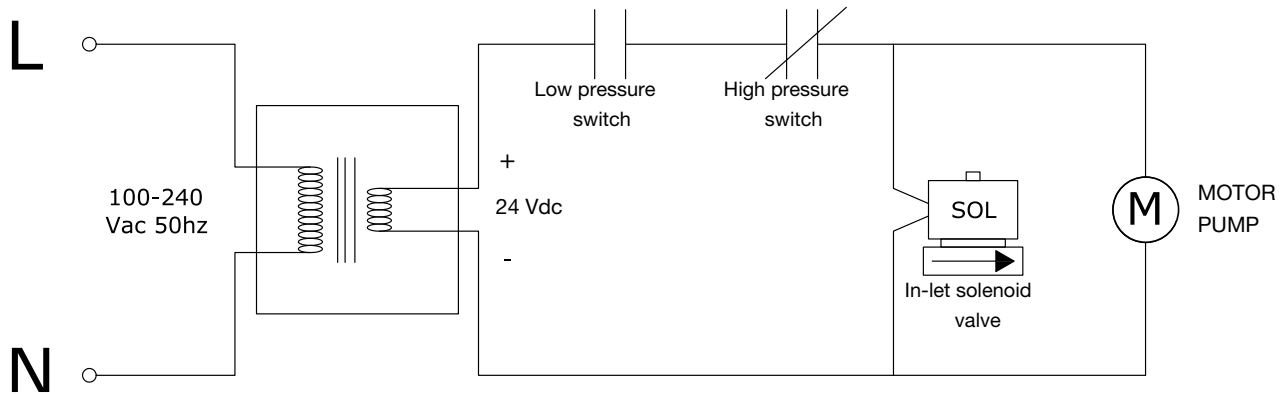 L
Low pressure
switch
High pressure
switch
+
100-240
Vac 50hz
24 Vdc
-
SOL
M
MOTOR
PUMP
In-let solenoid
valve
N